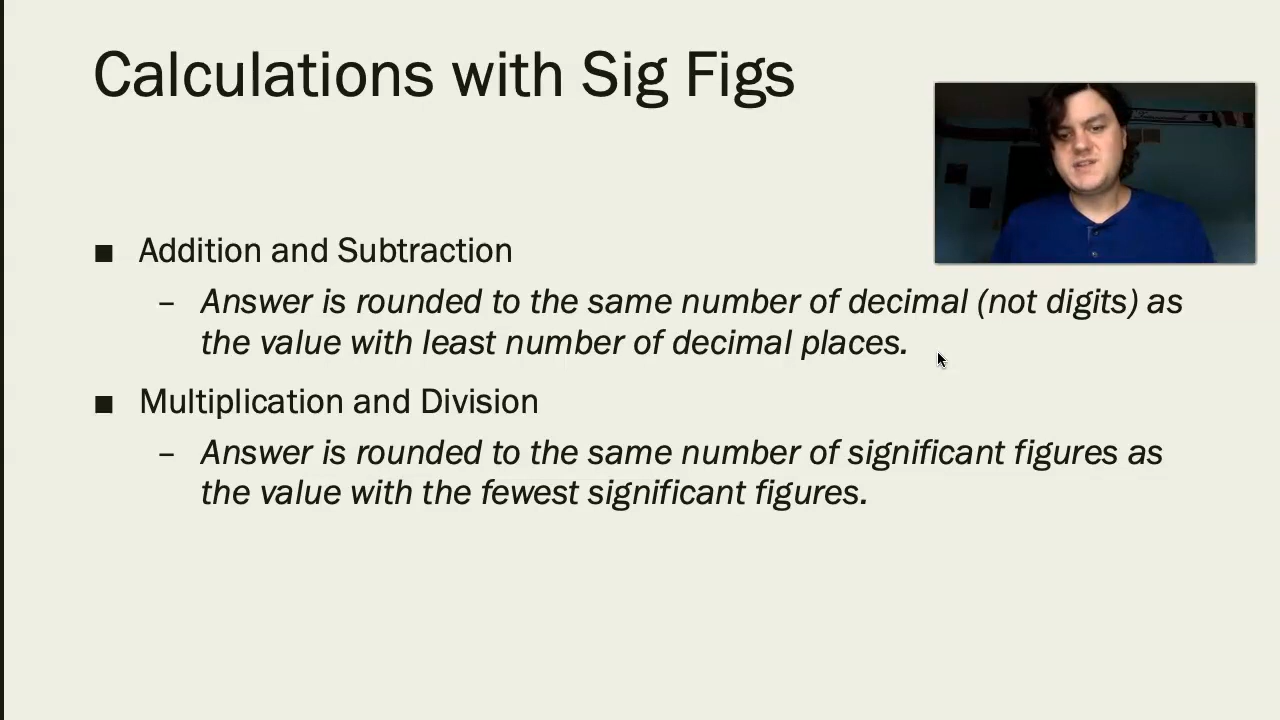 Calculations with Sig Figs
■ Addition and Subtraction
– Answer is rounded to the same number of decimal (not digits) as
the value with least number of decimal places.
■ Multiplication and Division
– Answer is rounded to the same number of significant figures as
the value with the fewest significant figures.